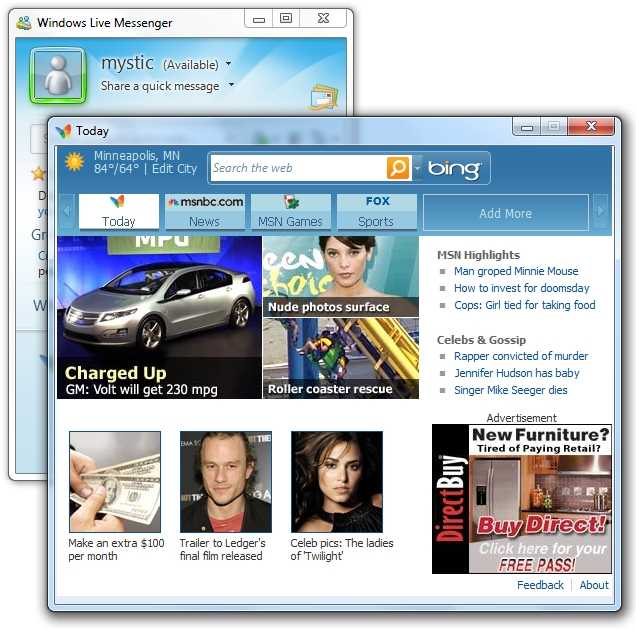 Windows Live Messenger
mystic (Available)
Share a quick message
Today
Minneapolis, MN
84°/64° | Edit City
Search the web
bing
Today
msnbc.com
News
MSN Games
FOX
Sports
Add More
MPG
Charged Up
GM: Volt will get 230 mpg
een
Choice
Nude photos surface
Roller coaster rescue
MSN Highlights
Man groped Minnie Mouse
How to invest for doomsday
Cops: Girl tied for taking food
Celebs & Gossip
Rapper convicted of murder
Jennifer Hudson has baby
Singer Mike Seeger dies
Make an extra $100
per month
Trailer to Ledger's
final film released
Celeb pics: The ladies
of 'Twilight'
Advertisement
New Furniture?
Tired of Paying Retail?
DirectBuy
Buy Direct!
Click here for your
FREE PASS!
Feedback | About